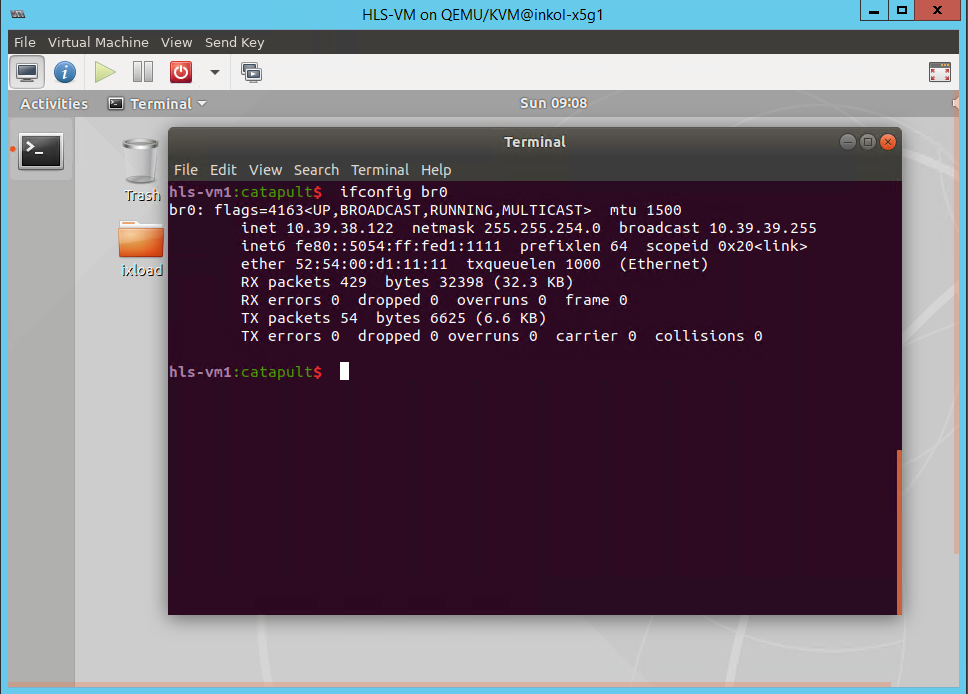 HLS-VM on QEMU/KVM@inkol-x5g1
File Virtual Machine View Send Key
Activities Terminal Sun 09:08
Terminal
File Edit View Search Terminal Help
Trash
ixload
hls-vm1:catapult$ ifconfig br0
br0: flags=4163<UP,BROADCAST,RUNNING,MULTICAST> mtu 1500
inet 10.39.38.122 netmask 255.255.254.0 broadcast 10.39.39.255
inet6 fe80::5054:ff:fed1:1111 prefixlen 64 scopeid 0x20<link>
ether 52:54:00:d1:11:11 txqueuelen 1000 (Ethernet)
RX packets 429 bytes 32398 (32.3 KB)
RX errors 0 dropped 0 overruns 0 frame 0
TX packets 54 bytes 6625 (6.6 KB)
TX errors 0 dropped 0 overruns 0 carrier 0 collisions 0
hls-vm1:catapult$